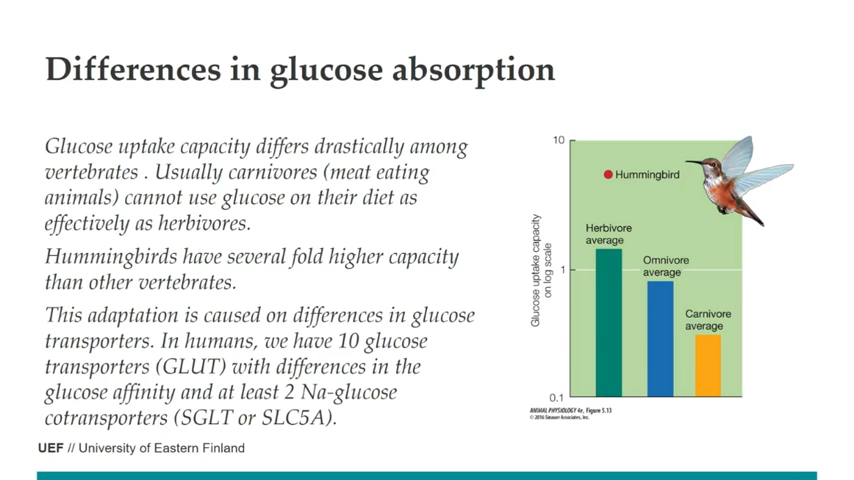 Differences in glucose absorption
Glucose uptake capacity differs drastically among
vertebrates . Usually carnivores (meat eating
animals) cannot use glucose on their diet as
effectively as herbivores.
Hummingbirds have several fold higher capacity
than other vertebrates.
This adaptation is caused on differences in glucose
transporters. In humans, we have 10 glucose
transporters (GLUT) with differences in the
glucose affinity and at least 2 Na-glucose
cotransporters (SGLT or SLC5A).
Glucose uptake capacity
on log scale
10
1
0.1
Hummingbird
Herbivore
average
Omnivore
average
Carnivore
average
ANIMAL PHYSIOLOGY 4e, Figure 5.13
© 2016 Sinauer Associates, Inc.
UEF // University of Eastern Finland